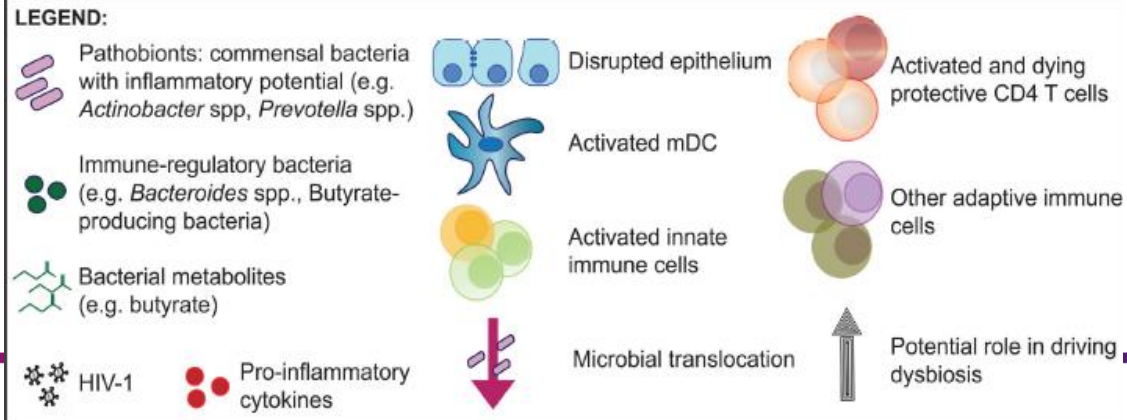 LEGEND:
Pathobionts: commensal bacteria
with inflammatory potential (e.g.
Actinobacter spp, Prevotella spp.)
Immune-regulatory bacteria
(e.g. Bacteroides spp., Butyrate-
producing bacteria)
Bacterial metabolites
(e.g. butyrate)
HIV-1
Pro-inflammatory
cytokines
Disrupted epithelium
Activated mDC
Activated innate
immune cells
Microbial translocation
Activated and dying
protective CD4 T cells
Other adaptive immune
cells
Potential role in driving
dysbiosis